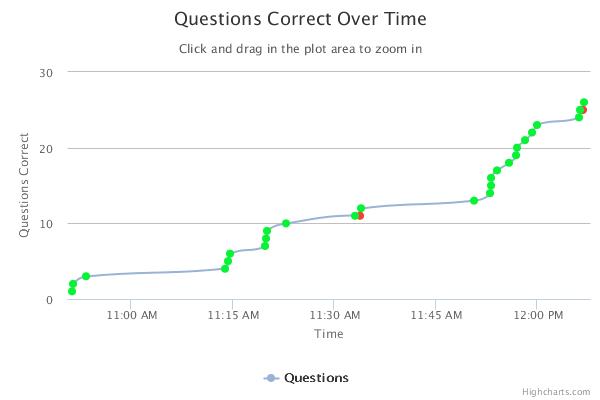 Questions Correct Over Time
Click and drag in the plot area to zoom in
Questions Correct
30
20
10
0
11:00 AM 11:15 AM 11:30 AM 11:45 AM 12:00 PM
Time
Questions
Highcharts.com